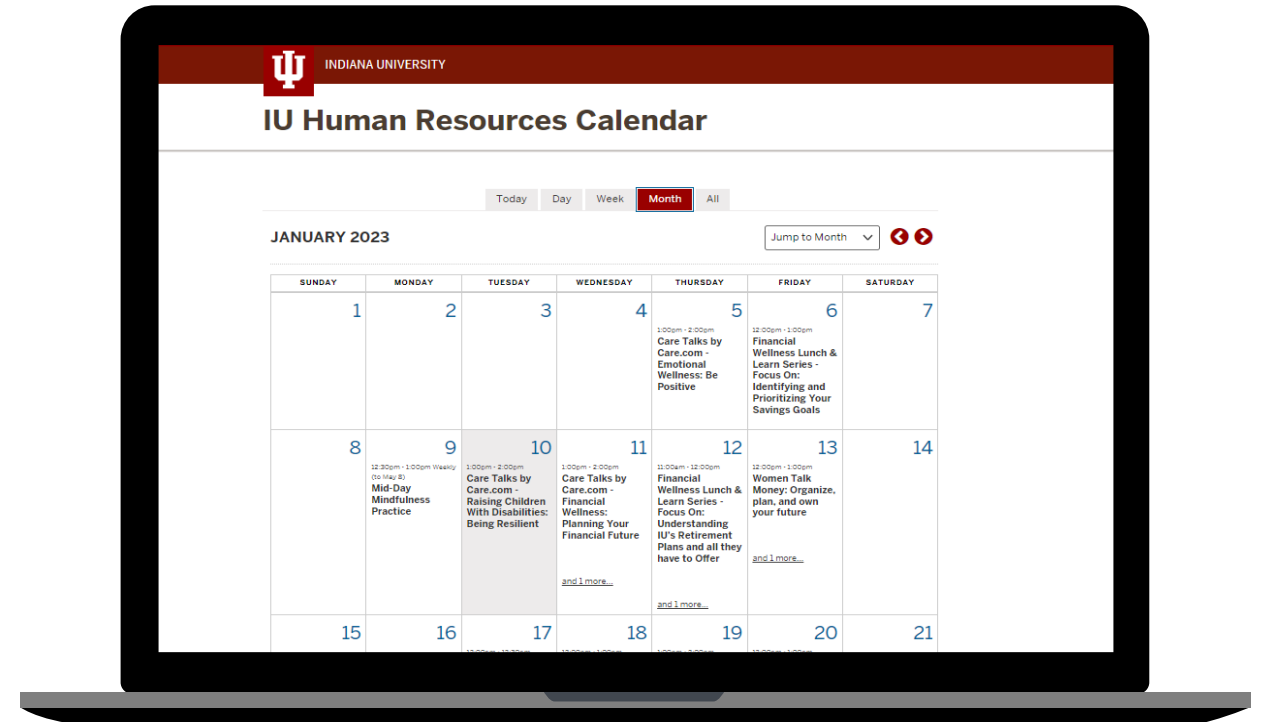 INDIANA UNIVERSITY
IU Human Resources Calendar
Today Day Week Month All
JANUARY 2023
Jump to Month
SUNDAY MONDAY TUESDAY WEDNESDAY THURSDAY FRIDAY SATURDAY
1
2
3
4
5
1:00pm - 2:00pm
Care Talks by
Care.com -
Emotional
Wellness: Be
Positive
6
12:00pm - 1:00pm
Financial
Wellness Lunch &
Learn Series -
Focus On:
Identifying and
Prioritizing Your
Savings Goals
7
8
9
12:30pm - 1:00pm Weekly
(to May 8)
Mid-Day
Mindfulness
Practice
10
1:00pm - 2:00pm
Care Talks by
Care.com -
Raising Children
With Disabilities:
Being Resilient
11
1:00pm - 2:00pm
Care Talks by
Care.com -
Financial
Wellness:
Planning Your
Financial Future
and 1 more...
12
11:00am - 12:00pm
Financial
Wellness Lunch &
Learn Series -
Focus On:
Understanding
IU's Retirement
Plans and all they
have to Offer
and 1 more...
13
12:00pm - 1:00pm
Women Talk
Money: Organize,
plan, and own
your future
and 1 more...
14
15
16
17
18
19
20
21